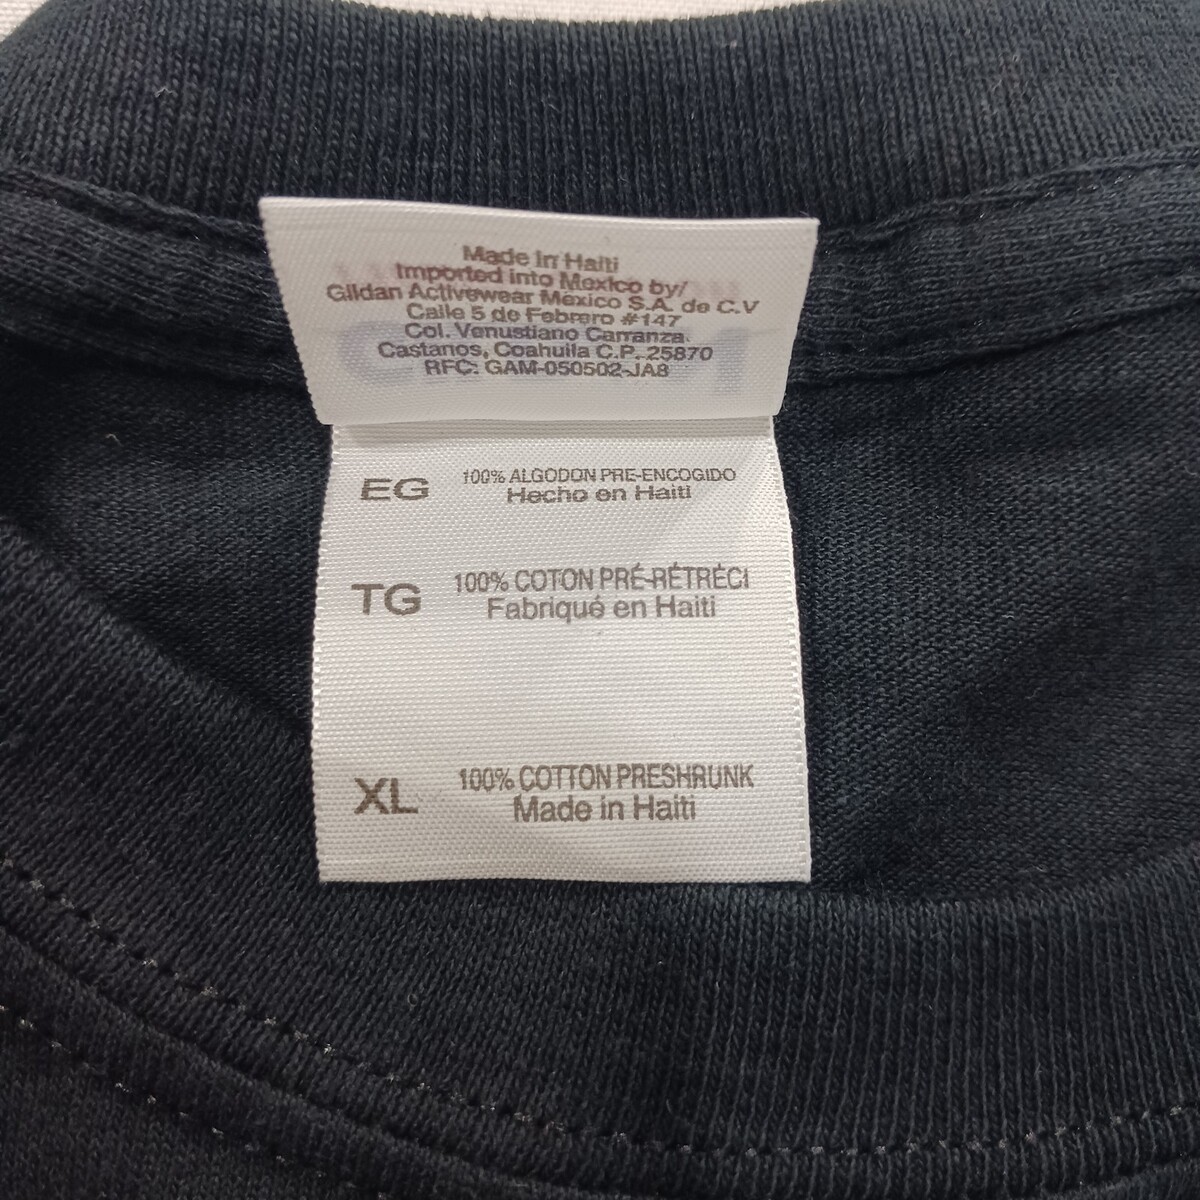 Made in Haiti
Imported into Mexico by/
Gildan Activewear México S.A. de C.V
Calle 5 de Febrero #147
Col. Venustiano Carranza.
Castanos, Coahuila C.P. 25870
RFC: GAM-050502-JA8
EG 100% ALGODON PRE-ENCOGIDO
Hecho en Haiti
TG 100% COTON PRÉ-RÉTRÉCI
Fabriqué en Haiti
XL 100% COTTON PRESHRUNK
Made in Haiti